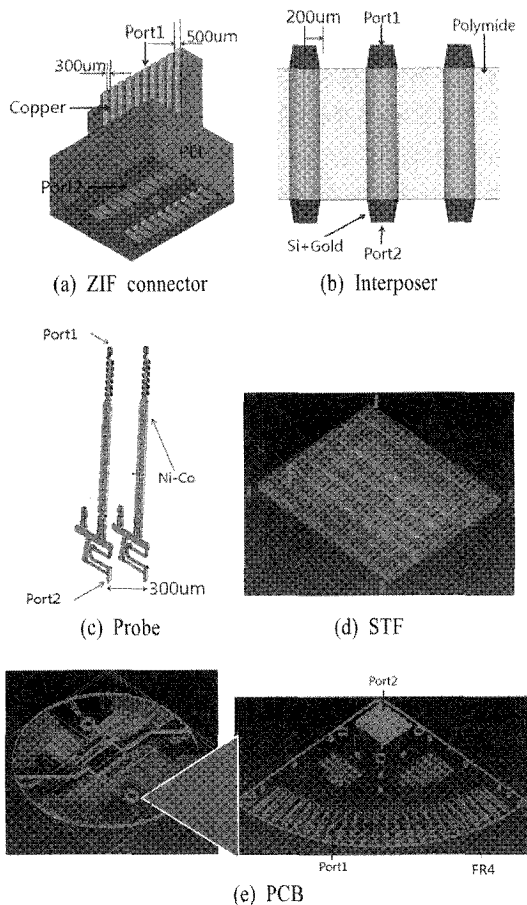 Port1
500um
300um
Copper
Port2
(a) ZIF connector
200um
Port1
Polymide
Si+Gold
Port2
(b) Interposer
Port1
Ni-Co
Port2
300um
(c) Probe
(d) STF
Port2
Port1
FR4
(e) PCB